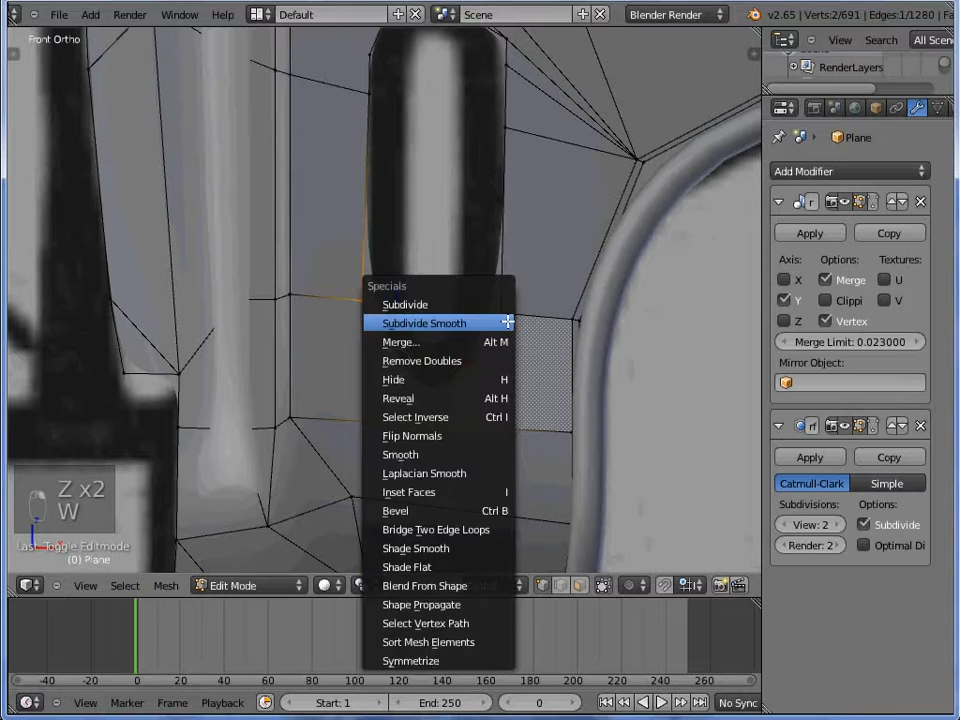 File Add Render Window Help Default Scene Blender Render v2.65 | Verts:2/691 | Edges:1/1280 | Fa
Front Ortho
View Search All Scen
RenderLayers
Plane
Add Modifier
Apply Copy
Axis: Options: Textures:
X Merge U
Y Clippi V
Z Vertex
Merge Limit: 0.023000
Mirror Object:
rf
Apply Copy
Catmull-Clark Simple
Subdivisions: Options:
View: 2 Subdivide
Render: 2 Optimal Di
Specials
Subdivide
Subdivide Smooth
Merge... Alt M
Remove Doubles
Hide H
Reveal Alt H
Select Inverse Ctrl I
Flip Normals
Smooth
Laplacian Smooth
Inset Faces I
Bevel Ctrl B
Bridge Two Edge Loops
Shade Smooth
Shade Flat
Blend From Shape
Shape Propagate
Select Vertex Path
Sort Mesh Elements
Symmetrize
Z x2
W
Last: Toggle Editmode
(0) Plane
View Select Mesh Edit Mode
-40 -20 0 20 40 60 80 100 120 140 160 180 200 220 240 260
View Marker Frame Playback Start: 1 End: 250 0 No Sync